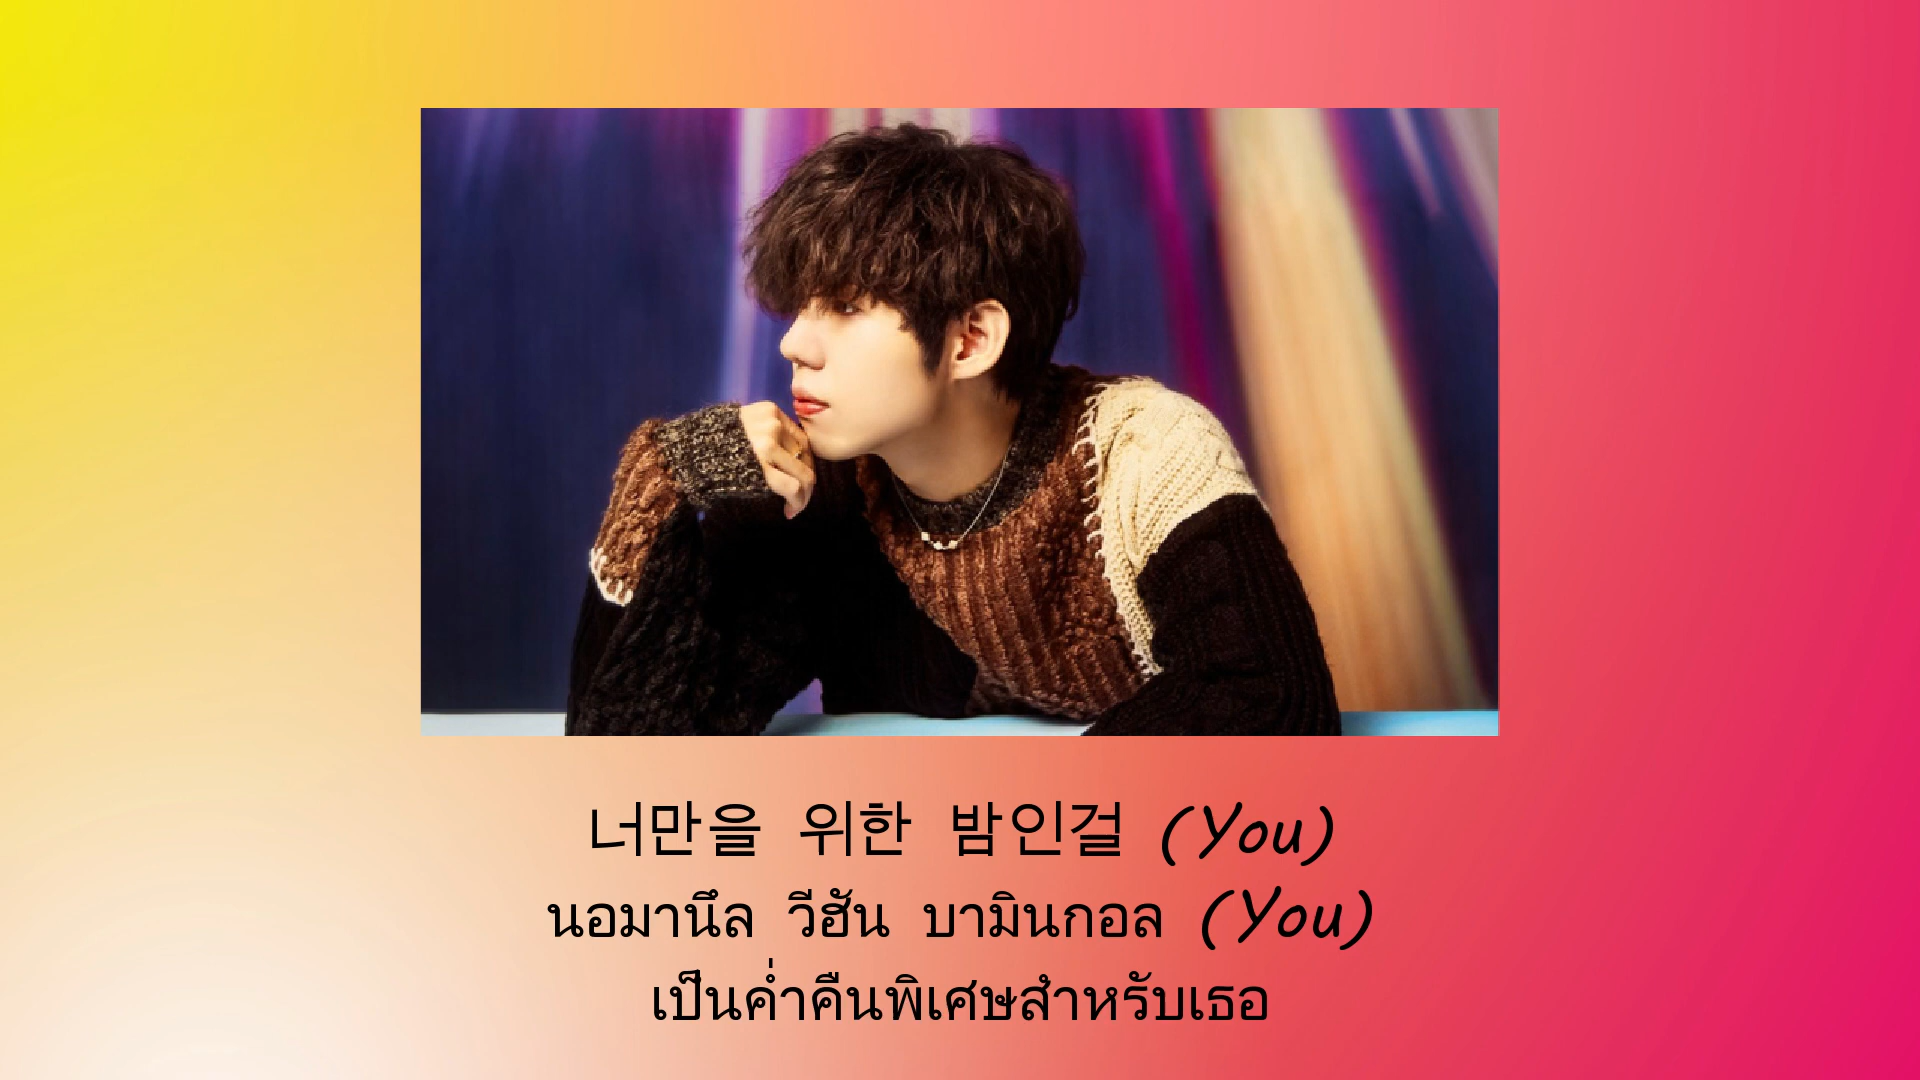 너만을 위한 밤인걸 (You)
นอมานึล วีฮัน บามินกอล (You)
เป็นค่ำคืนพิเศษสำหรับเธอ